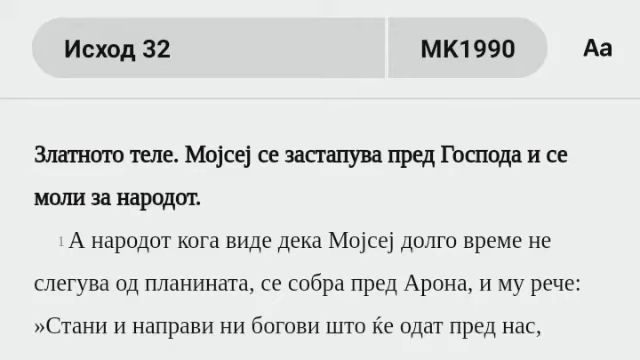 Исход 32
MK1990
Aa
Златното теле. Мојсеј се застапува пред Господа и се
моли за народот.
1 А народот кога виде дека Мојсеј долго време не
слегува од планината, се собра пред Арона, и му рече:
»Стани и направи ни богови што ќе одат пред нас,